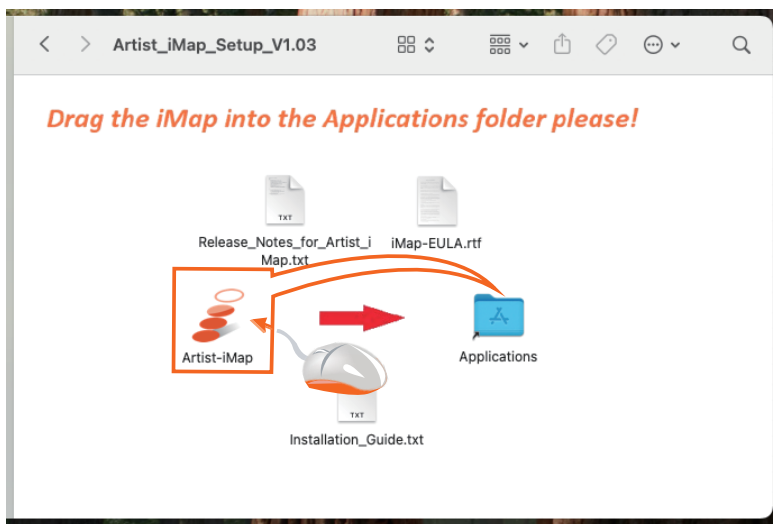 Artist_iMap_Setup_V1.03
Drag the iMap into the Applications folder please!
TXT
Release_Notes_for_Artist_i
Map.txt
iMap-EULA.rtf
Artist-iMap
Applications
TXT
Installation_Guide.txt